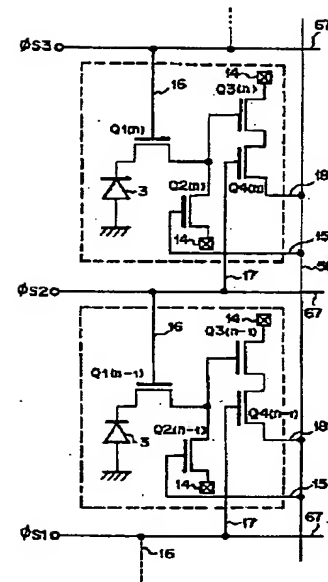 φS3
67
16
14
Q3(n)
Q1(n)
3
Q2(n)
Q4(n)
18
14
15
50
17
φS2
67
16
14
Q3(n-1)
Q1(n-1)
Q4(n-1)
3
18
Q2(n-1)
14
15
17
φS1
67
16